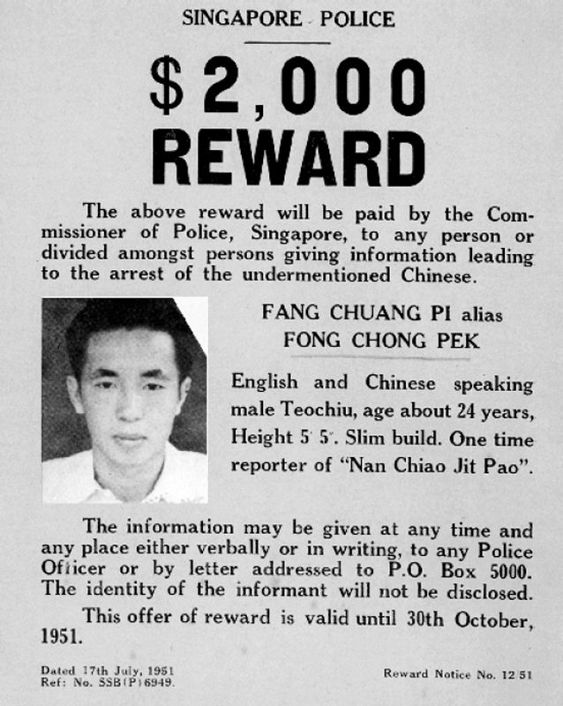 SINGAPORE POLICE
$2,000
REWARD
The above reward will be paid by the Com-
missioner of Police, Singapore, to any person or
divided amongst persons giving information leading
to the arrest of the undermentioned Chinese.
FANG CHUANG PI alias
FONG CHONG PEK
English and Chinese speaking
male Teochiu, age about 24 years,
Height 5' 5". Slim build. One time
reporter of "Nan Chiao Jit Pao".
The information may be given at any time and
any place either verbally or in writing, to any Police
Officer or by letter addressed to P.O. Box 5000.
The identity of the informant will not be disclosed.
This offer of reward is valid until 30th October,
1951.
Dated 17th July, 1951
Ref: No. SSB(P)6949.
Reward Notice No. 12 51